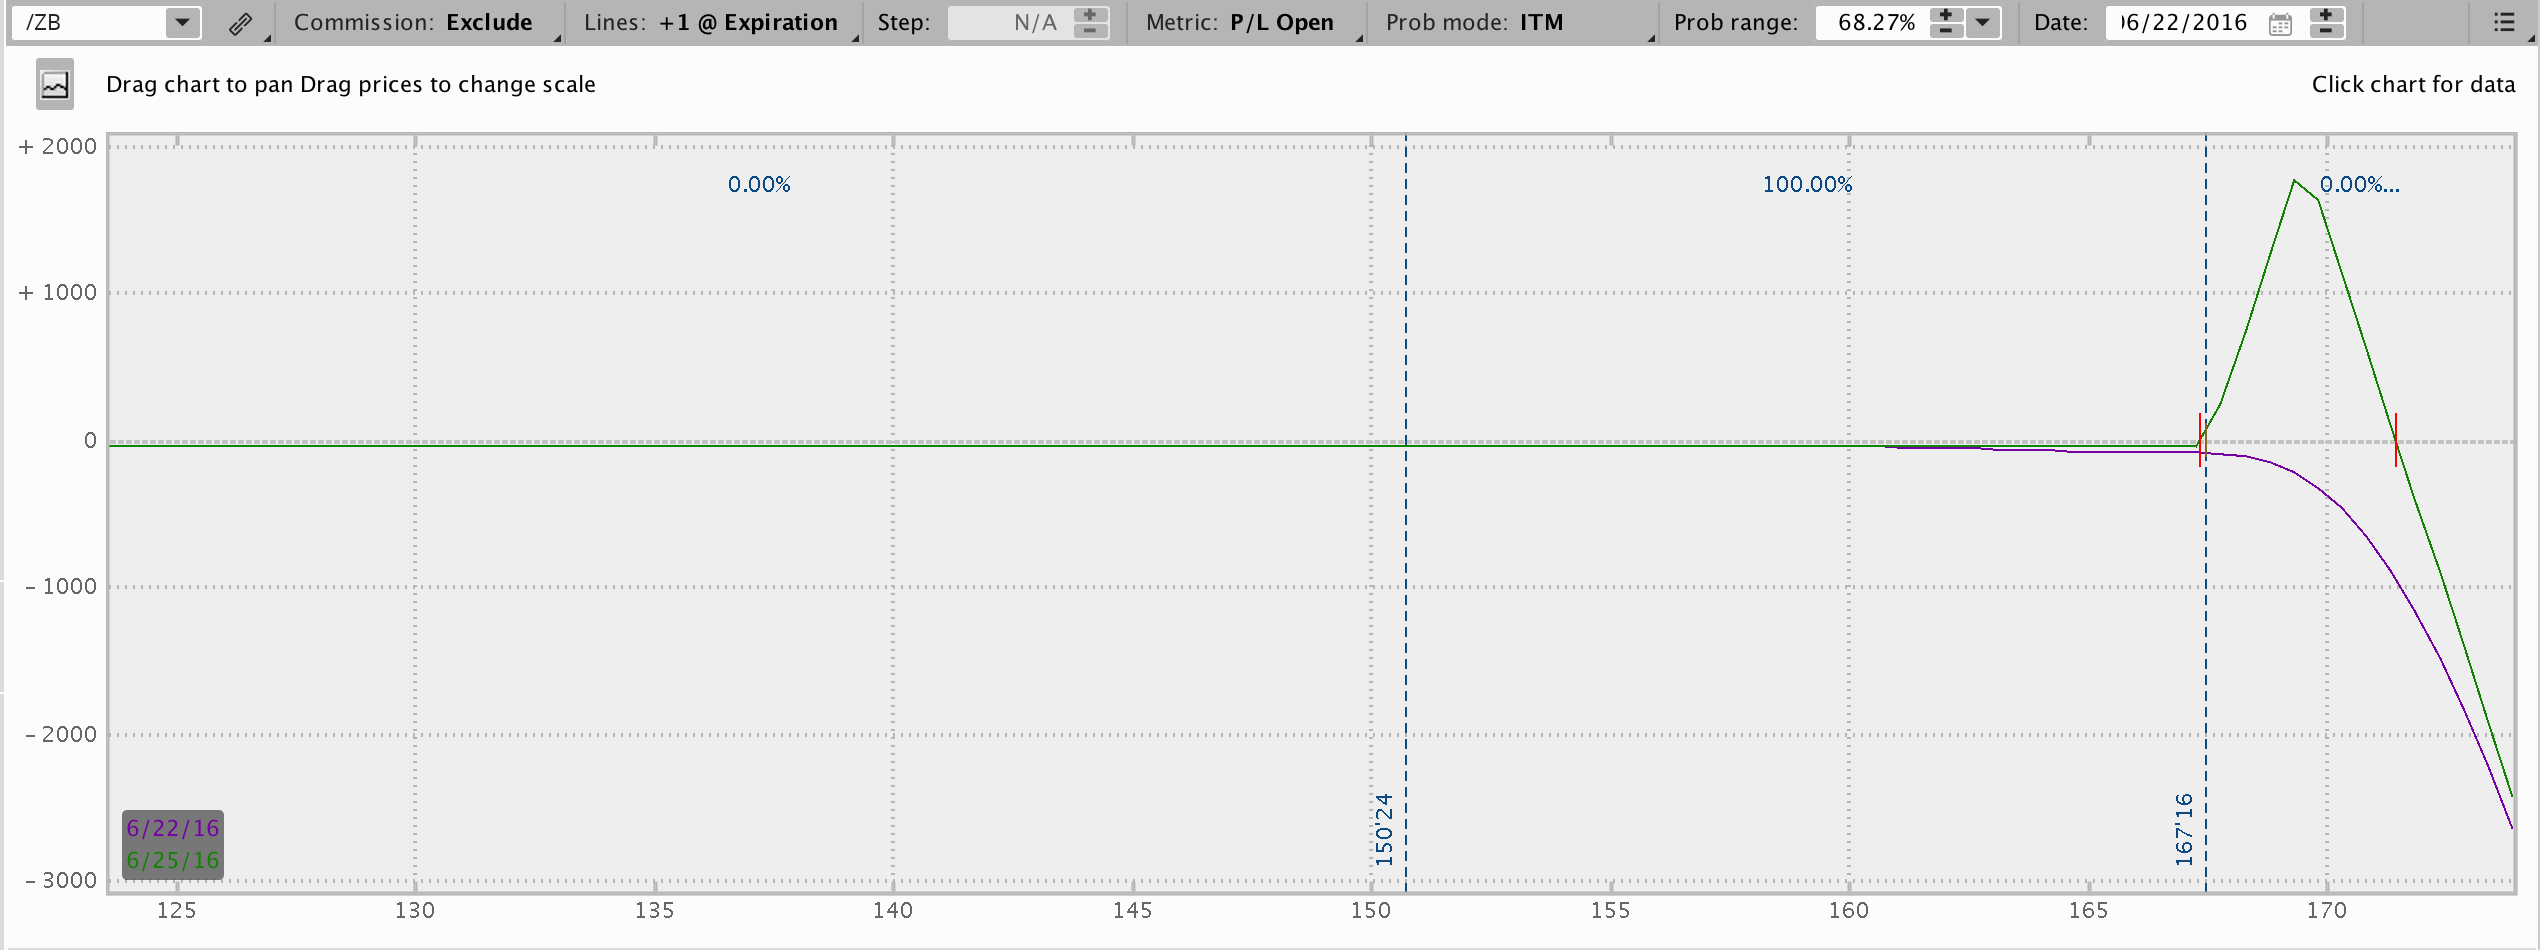 /ZB Commission: Exclude Lines: +1 @ Expiration Step: N/A Metric: P/L Open Prob mode: ITM Prob range: 68.27% Date: 06/22/2016
Drag chart to pan Drag prices to change scale Click chart for data
+ 2000
0.00% 100.00% 0.00%...
+ 1000
0
- 1000
- 2000
150'24 167'16
6/22/16
6/25/16
- 3000
125 130 135 140 145 150 155 160 165 170